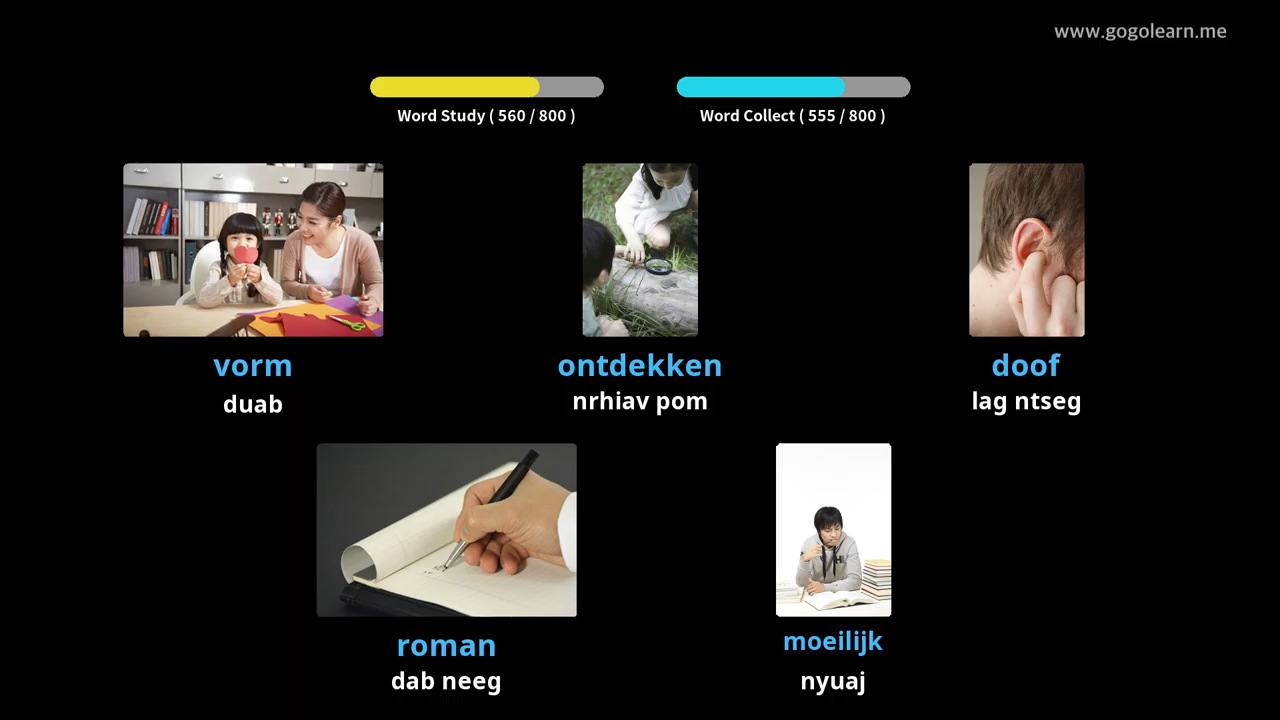 www.gogolearn.me
Word Study ( 560 / 800 )
Word Collect ( 555 / 800 )
vorm
duab
ontdekken
nrhiav pom
doof
lag ntseg
roman
dab neeg
moeilijk
nyuaj